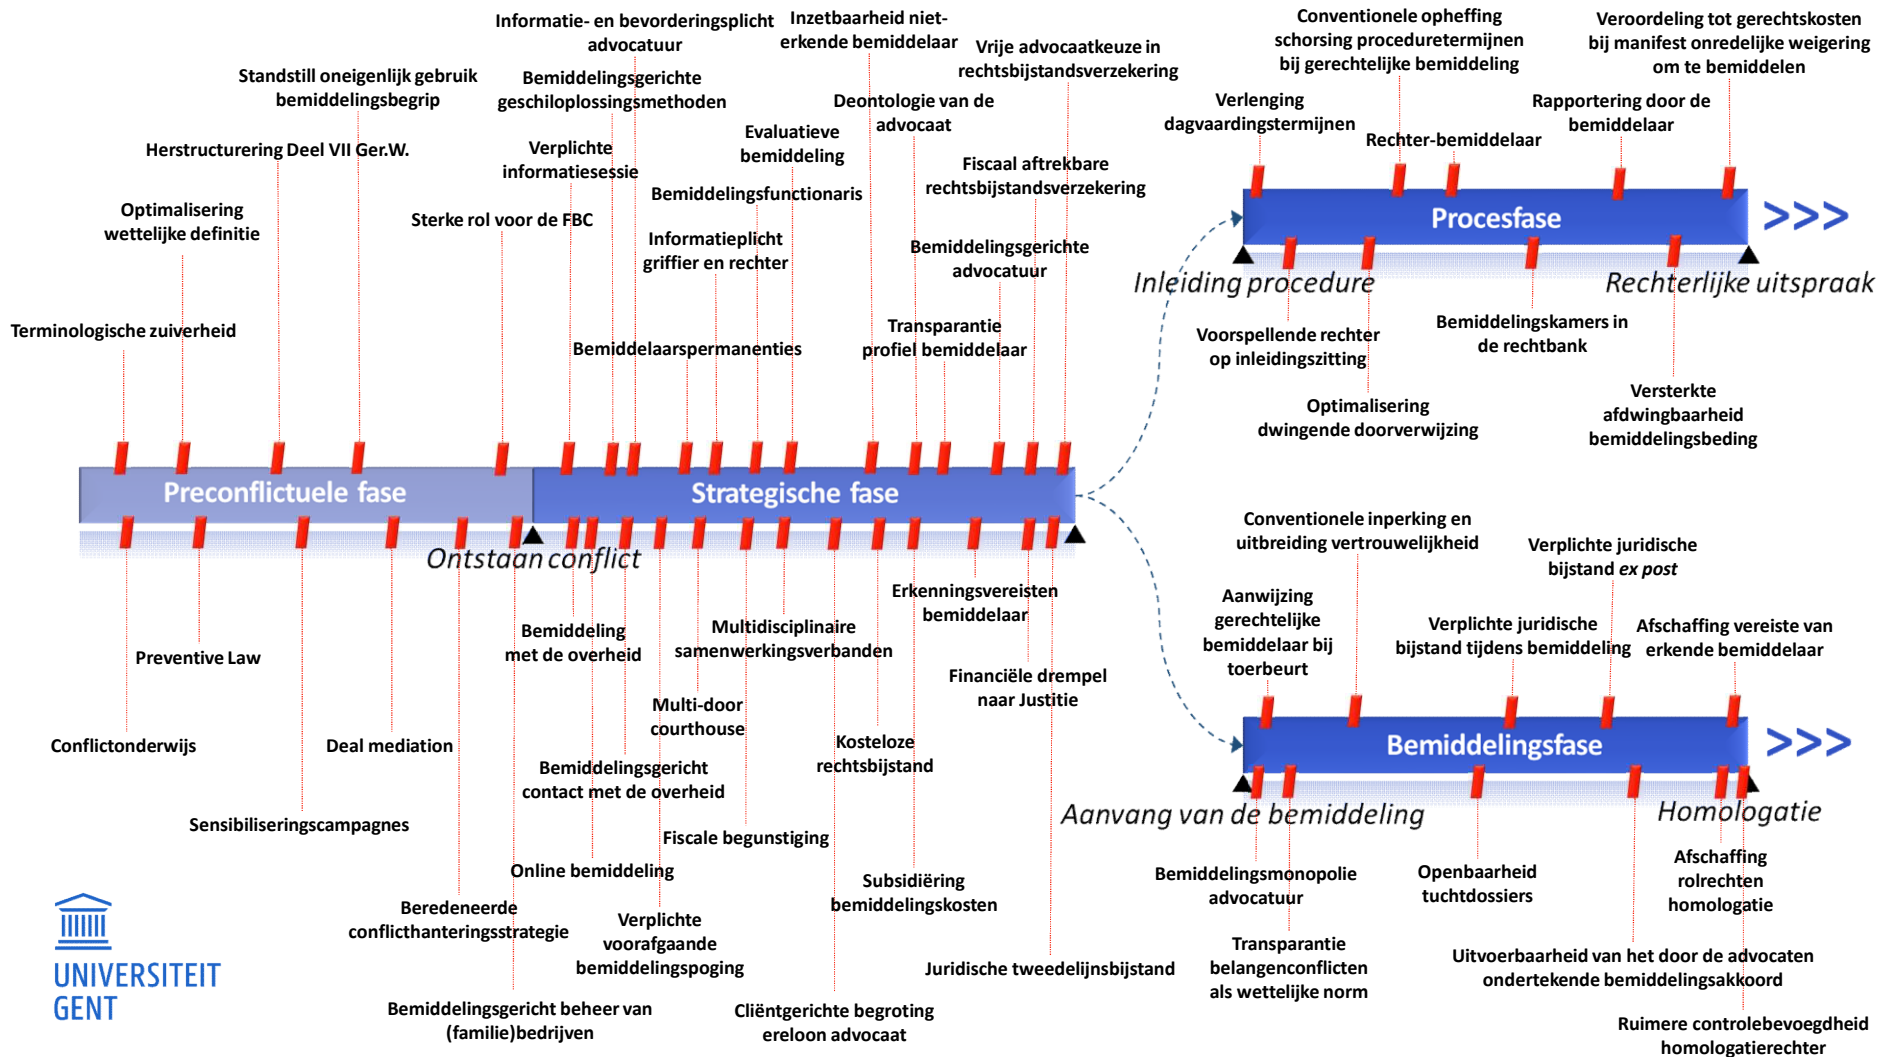 Informatie- en bevorderingsplicht
advocatuur
Inzetbaarheid niet-
erkende bemiddelaar
Vrije advocaatkeuze in
rechtsbijstandsverzekering
Conventionele opheffing
schorsing proceduretermijnen
bij gerechtelijke bemiddeling
Veroordeling tot gerechtskosten
bij manifest onredelijke weigering
om te bemiddelen
Standstill oneigenlijk gebruik
bemiddelingsbegrip
Bemiddelingsgerichte
geschiloplossingsmethoden
Deontologie van de
advocaat
Verlenging
dagvaardingstermijnen
Rapportering door de
bemiddelaar
Herstructurering Deel VII Ger.W.
Verplichte
informatiesessie
Evaluatieve
bemiddeling
Rechter-bemiddelaar
Fiscaal aftrekbare
rechtsbijstandsverzekering
Bemiddelingsfunctionaris
Optimalisering
wettelijke definitie
Sterke rol voor de FBC
Informatieplicht
griffier en rechter
Bemiddelingsgerichte
advocatuur
Procesfase
>>>
Inleiding procedure
Rechterlijke uitspraak
Terminologische zuiverheid
Bemiddelaarspermanenties
Transparantie
profiel bemiddelaar
Voorspellende rechter
op inleidingszitting
Bemiddelingskamers in
de rechtbank
Optimalisering
dwingende doorverwijzing
Versterkte
afdwingbaarheid
bemiddelingsbeding
Preconflictuele fase
Strategische fase
Ontstaan conflict
Conventionele inperking en
uitbreiding vertrouwelijkheid
Verplichte juridische
bijstand ex post
Erkenningsvereisten
bemiddelaar
Aanwijzing
gerechtelijke
bemiddelaar bij
toerbeurt
Verplichte juridische
bijstand tijdens bemiddeling
Afschaffing vereiste van
erkende bemiddelaar
Preventive Law
Bemiddeling
met de overheid
Multidisciplinaire
samenwerkingsverbanden
Financiële drempel
naar Justitie
Multi-door
courthouse
Conflictonderwijs
Deal mediation
Kosteloze
rechtsbijstand
Bemiddelingsfase
>>>
Bemiddelingsgericht
contact met de overheid
Aanvang van de bemiddeling
Homologatie
Sensibiliseringscampagnes
Fiscale begunstiging
Online bemiddeling
Subsidiëring
bemiddelingskosten
Bemiddelingsmonopolie
advocatuur
Openbaarheid
tuchtdossiers
Afschaffing
rolrechten
homologatie
Beredeneerde
conflicthanteringsstrategie
Verplichte
voorafgaande
bemiddelingspoging
Juridische tweedelijnsbijstand
Transparantie
belangenconflicten
als wettelijke norm
Uitvoerbaarheid van het door de advocaten
ondertekende bemiddelingsakkoord
UNIVERSITEIT
GENT
Bemiddelingsgericht beheer van
(familie)bedrijven
Cliëntgerichte begroting
ereloon advocaat
Ruimere controlebevoegdheid
homologatierechter